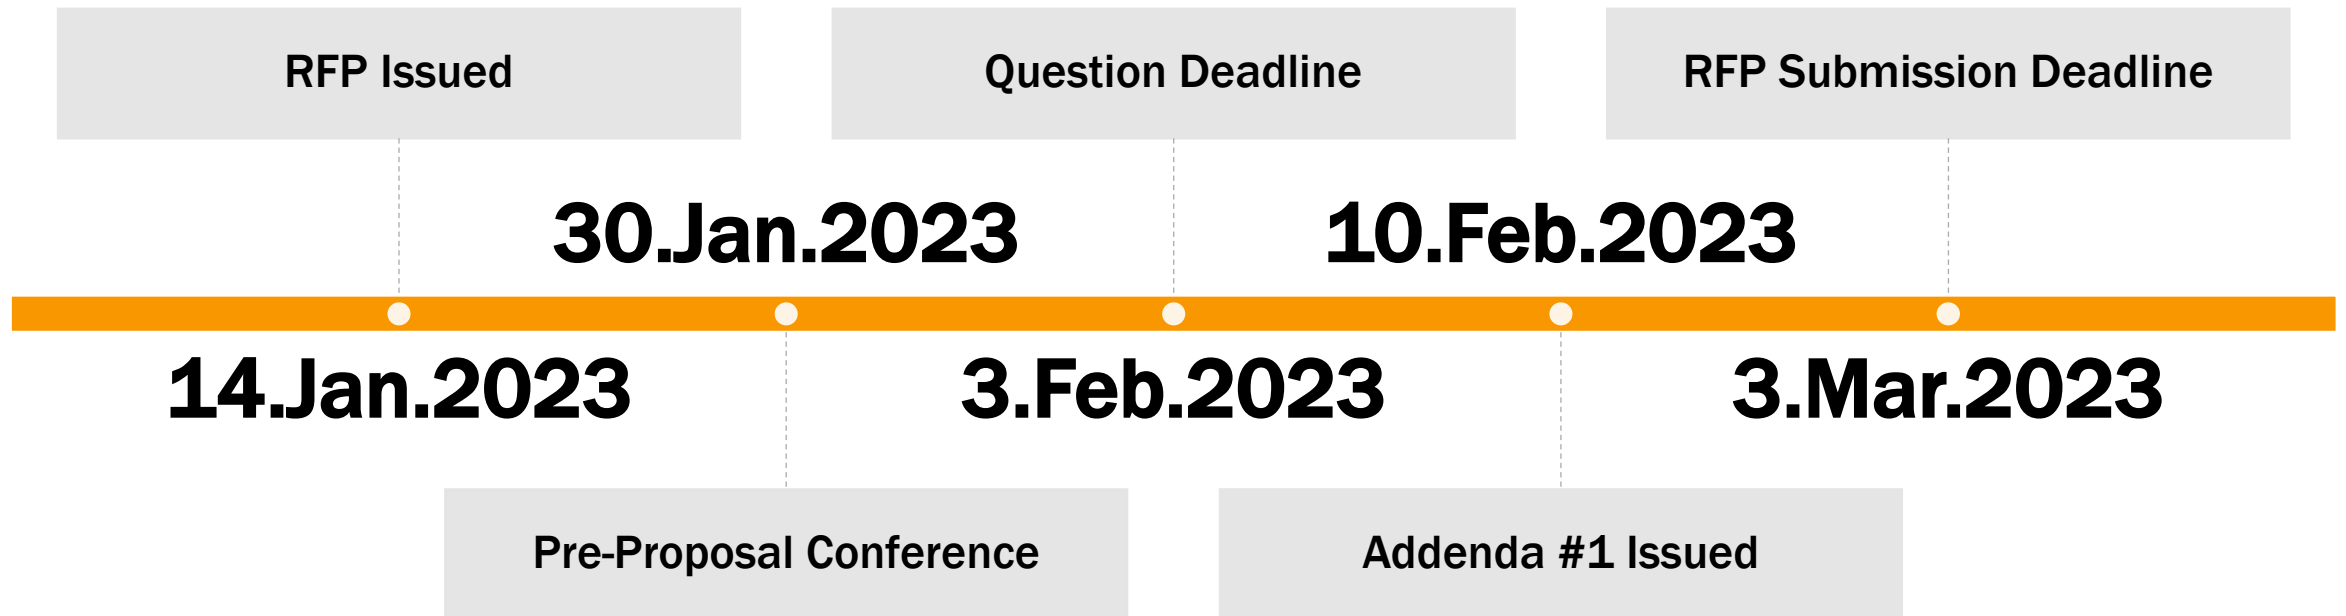 RFP Issued
Question Deadline
RFP Submission Deadline
30.Jan.2023
10.Feb.2023
14.Jan.2023
3.Feb.2023
3.Mar.2023
Pre-Proposal Conference
Addenda #1 Issued